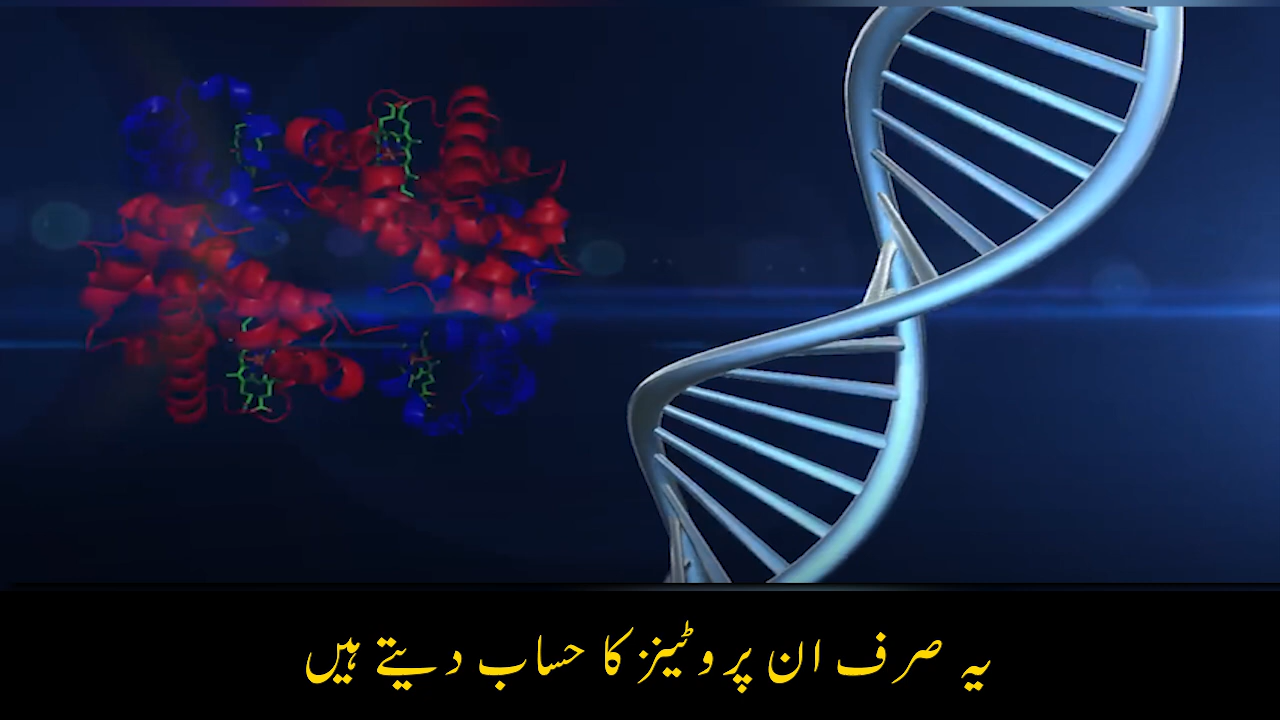 یہ صرف ان پروٹینز کا حساب دیتے ہیں